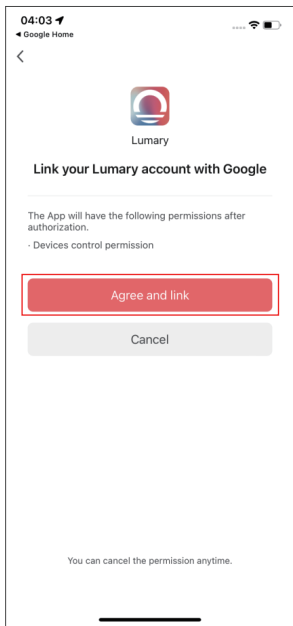 04:03
◀ Google Home
Lumary
Link your Lumary account with Google
The App will have the following permissions after
authorization.
· Devices control permission
Agree and link
Cancel
You can cancel the permission anytime.